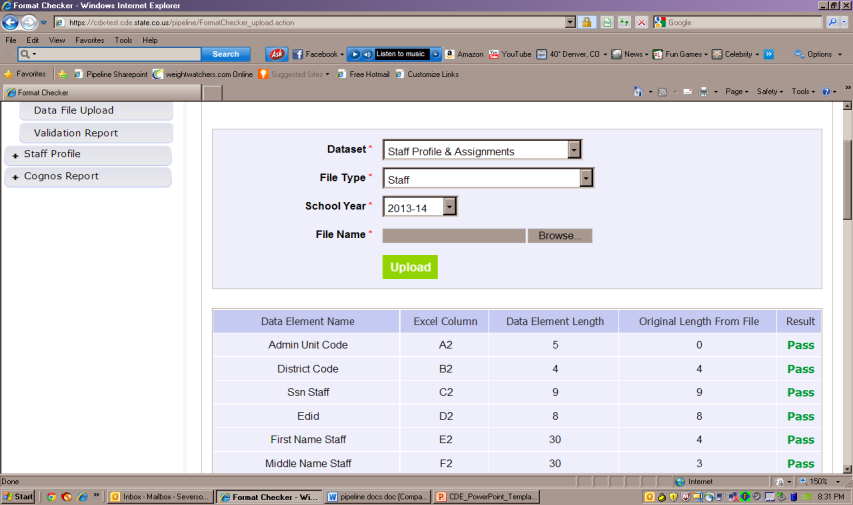 Format Checker - Windows Internet Explorer
https://cdxtest.cds.state.co.us/pipeline/FormatChecker_upload.action
Google
File Edit View Favorites Tools Help
Search Ask Facebook Listen to music Amazon YouTube 40° Denver, CO News Fun Games Celebrity Options
Favorites Pipeline Sharepoint weightwatchers.com Online Suggested Sites Free Hotmail Customize Links
Format Checker
Page Safety Tools
Data File Upload
Validation Report
+ Staff Profile
+ Cognos Report
Dataset * Staff Profile & Assignments
File Type * Staff
School Year * 2013-14
File Name * Browse...
Upload
Data Element Name Excel Column Data Element Length Original Length From File Result
Admin Unit Code A2 5 0 Pass
District Code B2 4 4 Pass
Ssn Staff C2 9 9 Pass
Edid D2 8 8 Pass
First Name Staff E2 30 4 Pass
Middle Name Staff F2 30 3 Pass
Done Internet 150%
Start Inbox - Mailbox - Severso... Format Checker - Wi... pipeline docs.doc [Compa... CDE_PowerPoint_Templa... 8:31 PM